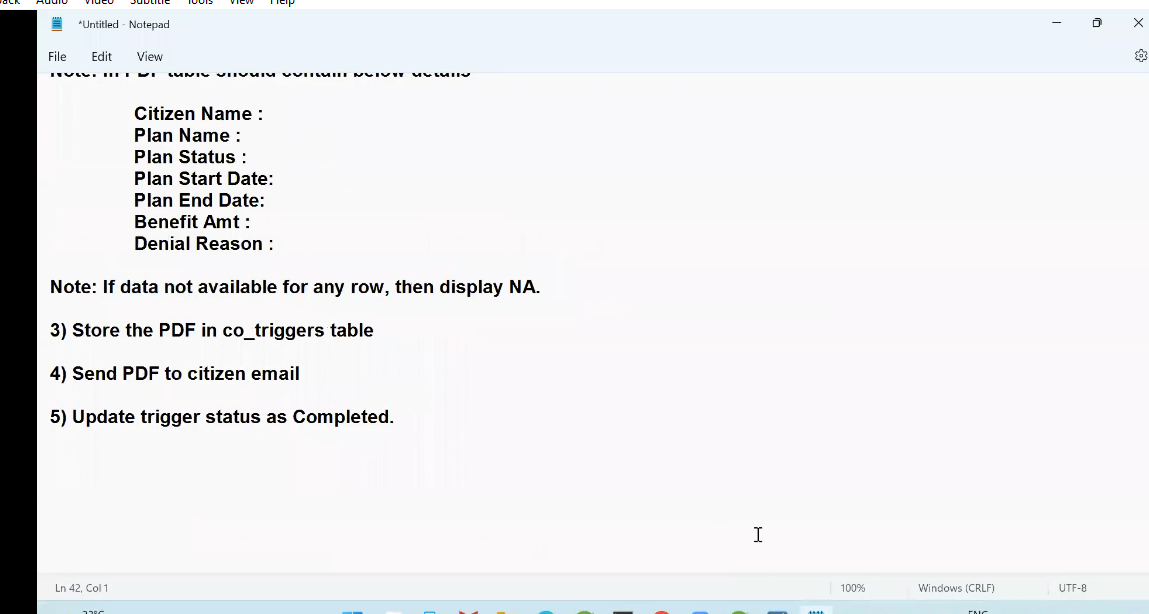 Audio Video Subtitle Tools View Help
*Untitled - Notepad
File Edit View
Note: In PDF table should contain below details
Citizen Name :
Plan Name :
Plan Status :
Plan Start Date:
Plan End Date:
Benefit Amt :
Denial Reason :
Note: If data not available for any row, then display NA.
3) Store the PDF in co_triggers table
4) Send PDF to citizen email
5) Update trigger status as Completed.
Ln 42, Col 1 100% Windows (CRLF) UTF-8
ENG